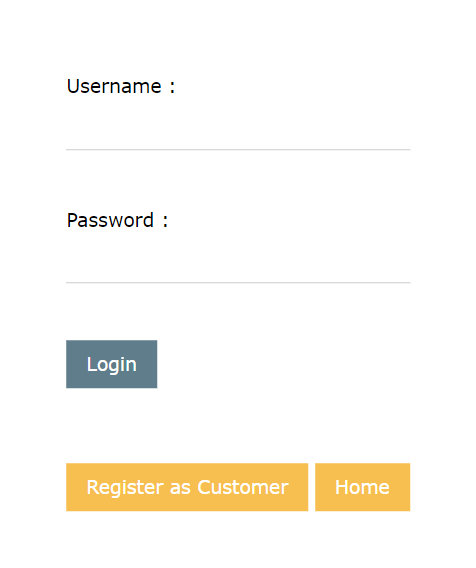 Username :
Password :
Login
Register as Customer Home